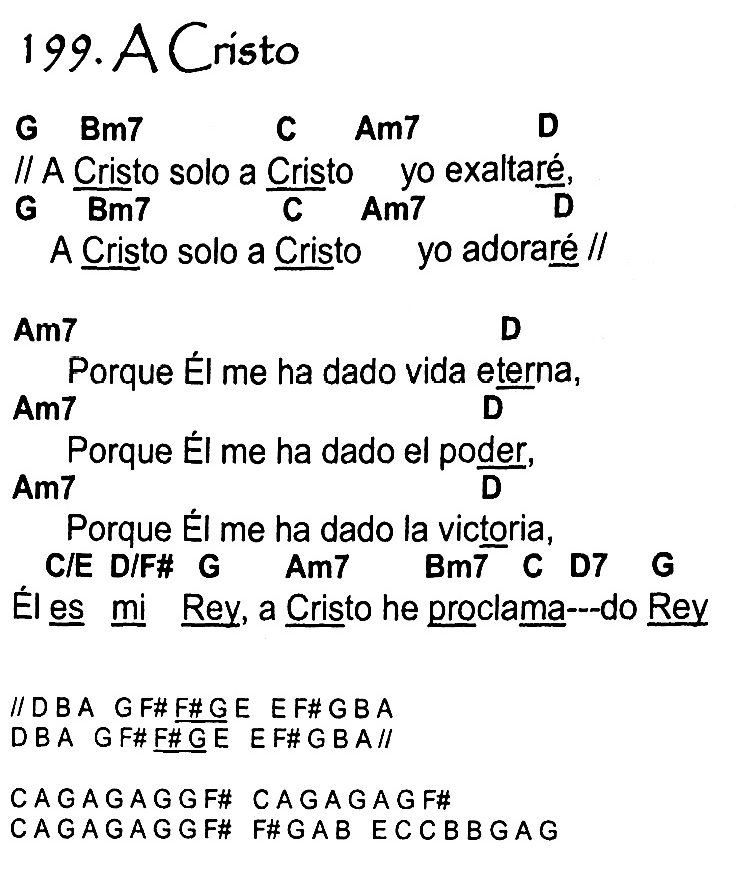 199. A Cristo
G Bm7 C Am7 D
// A Cristo solo a Cristo yo exaltaré,
G Bm7 C Am7 D
A Cristo solo a Cristo yo adoraré //
Am7 D
Porque Él me ha dado vida eterna,
Am7 D
Porque Él me ha dado el poder,
Am7 D
Porque Él me ha dado la victoria,
C/E D/F# G Am7 Bm7 C D7 G
Él es mi Rey, a Cristo he proclama---do Rey
//D B A G F# F# G E E F# G B A
D B A G F# F# G E E F# G B A//
C A G A G A G G F# C A G A G A G F#
C A G A G A G G F# F# G A B E C C B B G A G